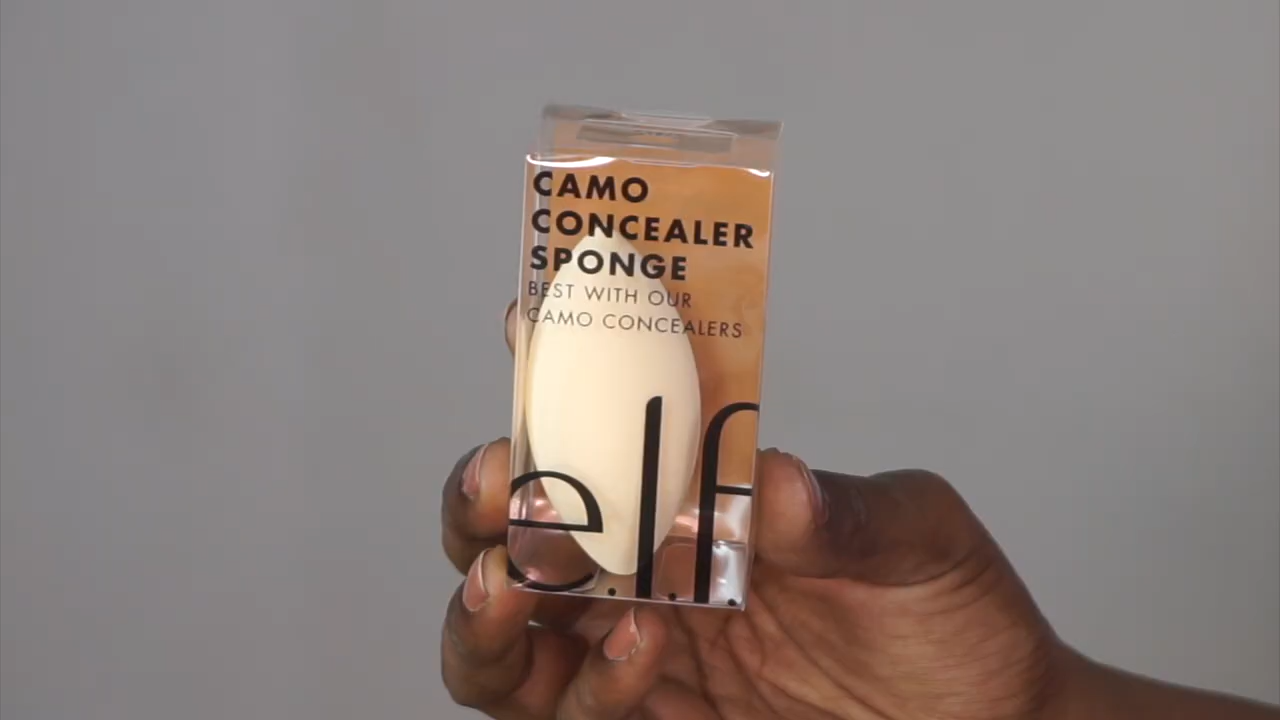 CAMO
CONCEALER
SPONGE
BEST WITH OUR
CAMO CONCEALERS
e.l.f.